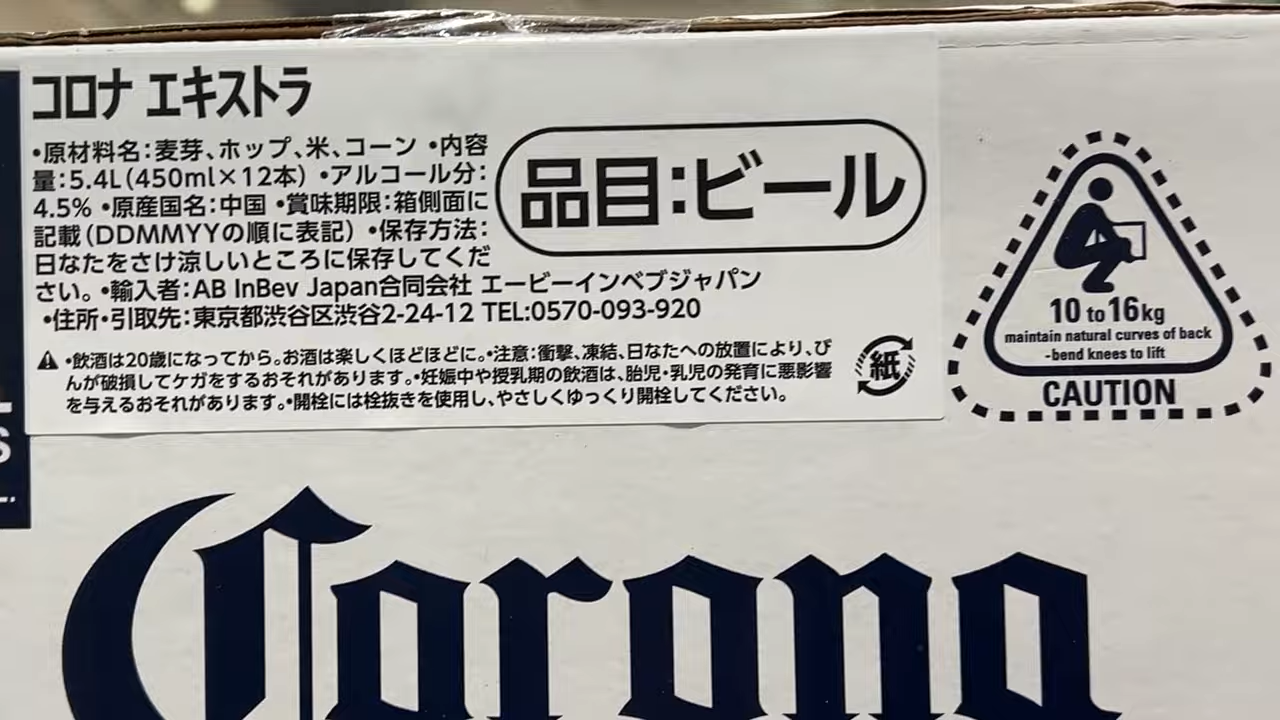 コロナ エキストラ
•原材料名:麦芽、ホップ、米、コーン •内容
量:5.4L(450ml×12本) •アルコール分:
4.5% •原産国名:中国 •賞味期限:箱側面に
記載(DDMMYYの順に表記) •保存方法:
日なたをさけ涼しいところに保存してくだ
さい。•輸入者:AB InBev Japan合同会社 エービーインベブジャパン
•住所・引取先:東京都渋谷区渋谷2-24-12 TEL:0570-093-920
品目:ビール
•飲酒は20歳になってから。お酒は楽しくほどほどに。•注意:衝撃、凍結、日なたへの放置により、び
んが破損してケガをするおそれがあります。•妊娠中や授乳期の飲酒は、胎児・乳児の発育に悪影響
を与えるおそれがあります。•開栓には栓抜きを使用し、やさしくゆっくり開栓してください。
紙
10 to 16kg
maintain natural curves of back
-bend knees to lift
CAUTION
S
Corona